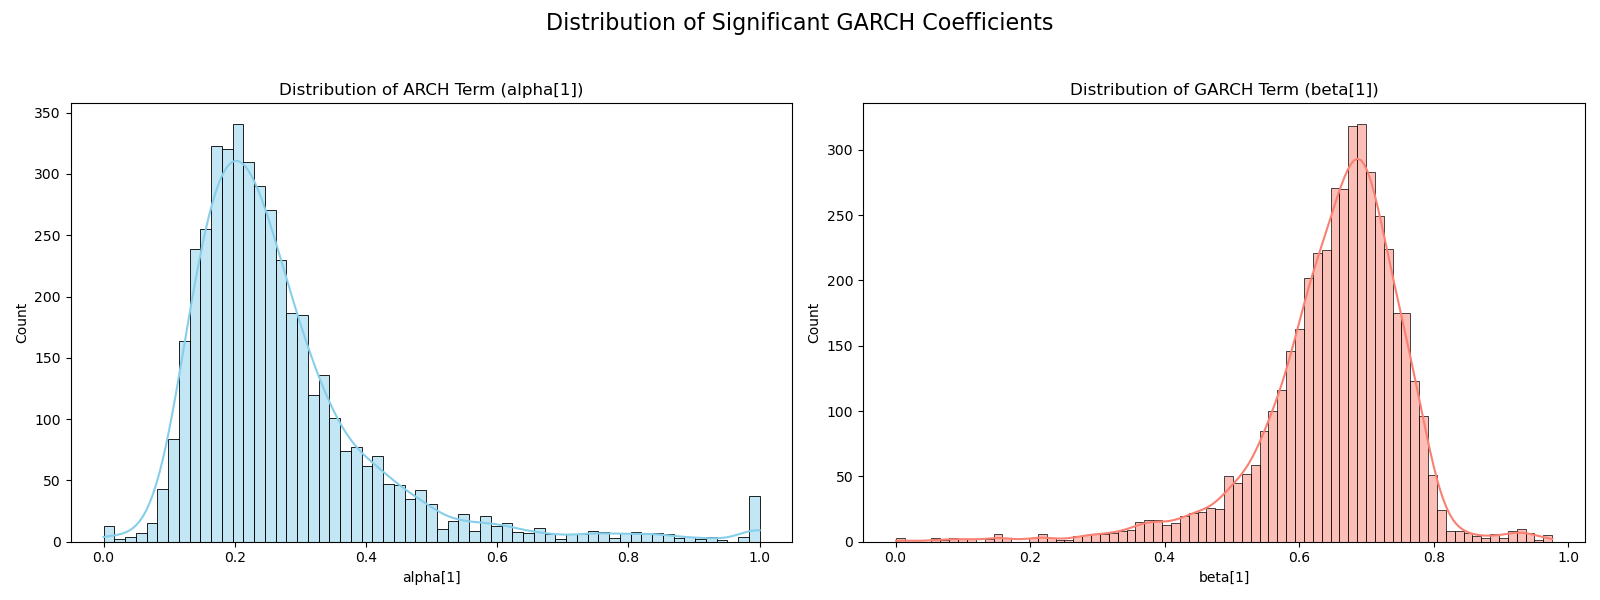 Distribution of Significant GARCH Coefficients
Distribution of ARCH Term (alpha[1])
350
300
250
200
150
100
50
0
Count
0.0 0.2 0.4 0.6 0.8 1.0
alpha[1]
Distribution of GARCH Term (beta[1])
300
250
200
150
100
50
0
Count
0.0 0.2 0.4 0.6 0.8 1.0
beta[1]